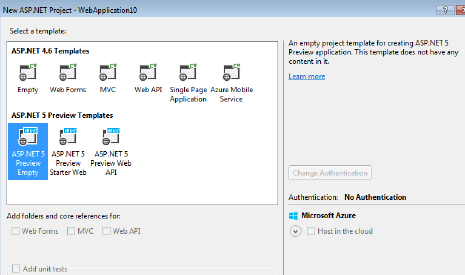 New ASP.NET Project - WebApplication10
Select a template:
ASP.NET 4.6 Templates
Empty
Web Forms
MVC
Web API
Single Page
Application
Azure Mobile
Service
ASP.NET 5 Preview Templates
ASP.NET 5
Preview
Empty
ASP.NET 5
Preview
Starter Web
ASP.NET 5
Preview Web
API
Add folders and core references for:
Web Forms
MVC
Web API
Add unit tests
An empty project template for creating ASP.NET 5
Preview application. This template does not have any
content in it.
Learn more
Change Authentication
Authentication: No Authentication
Microsoft Azure
Host in the cloud